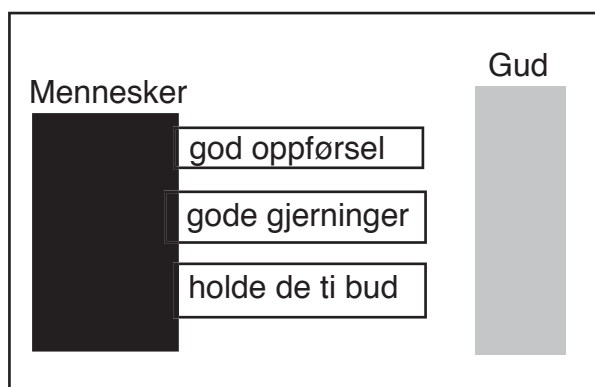 Gud
Mennesker
god oppførsel
gode gjerninger
holde de ti bud